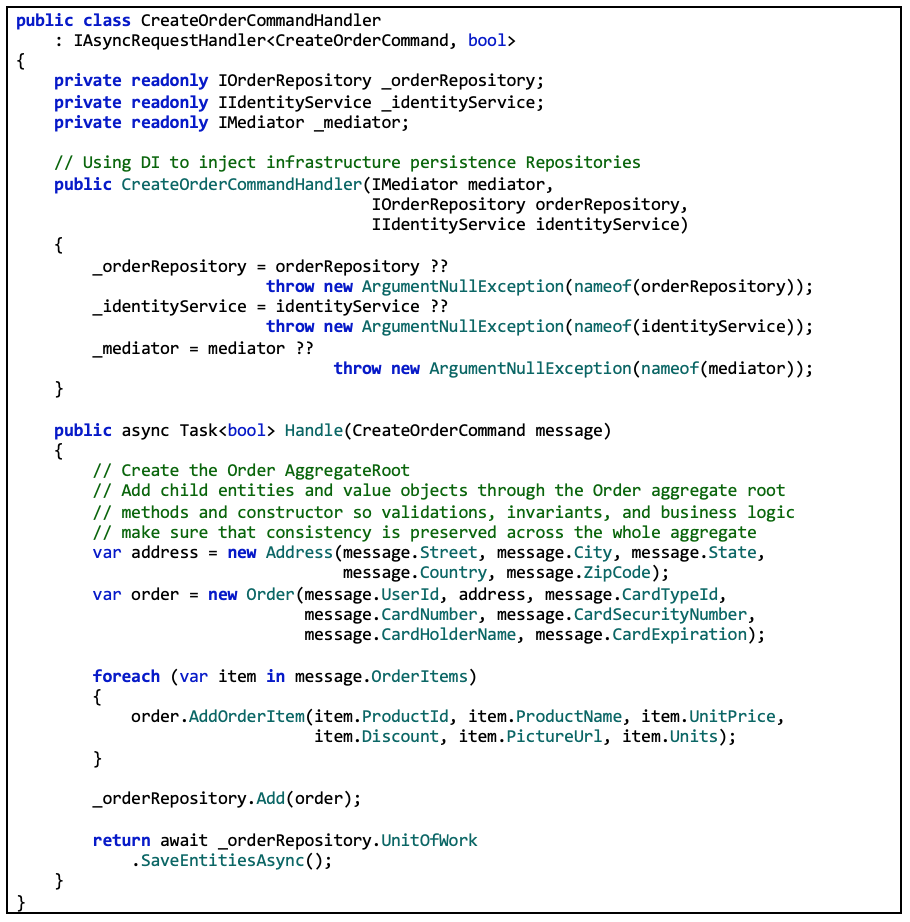 public class CreateOrderCommandHandler
    : IAsyncRequestHandler<CreateOrderCommand, bool>
{
    private readonly IOrderRepository _orderRepository;
    private readonly IIdentityService _identityService;
    private readonly IMediator _mediator;

    // Using DI to inject infrastructure persistence Repositories
    public CreateOrderCommandHandler(IMediator mediator,
                                     IOrderRepository orderRepository,
                                     IIdentityService identityService)
    {
        _orderRepository = orderRepository ??
                          throw new ArgumentNullException(nameof(orderRepository));
        _identityService = identityService ??
                          throw new ArgumentNullException(nameof(identityService));
        _mediator = mediator ??
                                 throw new ArgumentNullException(nameof(mediator));
    }

    public async Task<bool> Handle(CreateOrderCommand message)
    {
        // Create the Order AggregateRoot
        // Add child entities and value objects through the Order aggregate root
        // methods and constructor so validations, invariants, and business logic
        // make sure that consistency is preserved across the whole aggregate
        var address = new Address(message.Street, message.City, message.State,
                                  message.Country, message.ZipCode);
        var order = new Order(message.UserId, address, message.CardTypeId,
                              message.CardNumber, message.CardSecurityNumber,
                              message.CardHolderName, message.CardExpiration);

        foreach (var item in message.OrderItems)
        {
            order.AddOrderItem(item.ProductId, item.ProductName, item.UnitPrice,
                               item.Discount, item.PictureUrl, item.Units);
        }

        _orderRepository.Add(order);

        return await _orderRepository.UnitOfWork
            .SaveEntitiesAsync();
    }
}